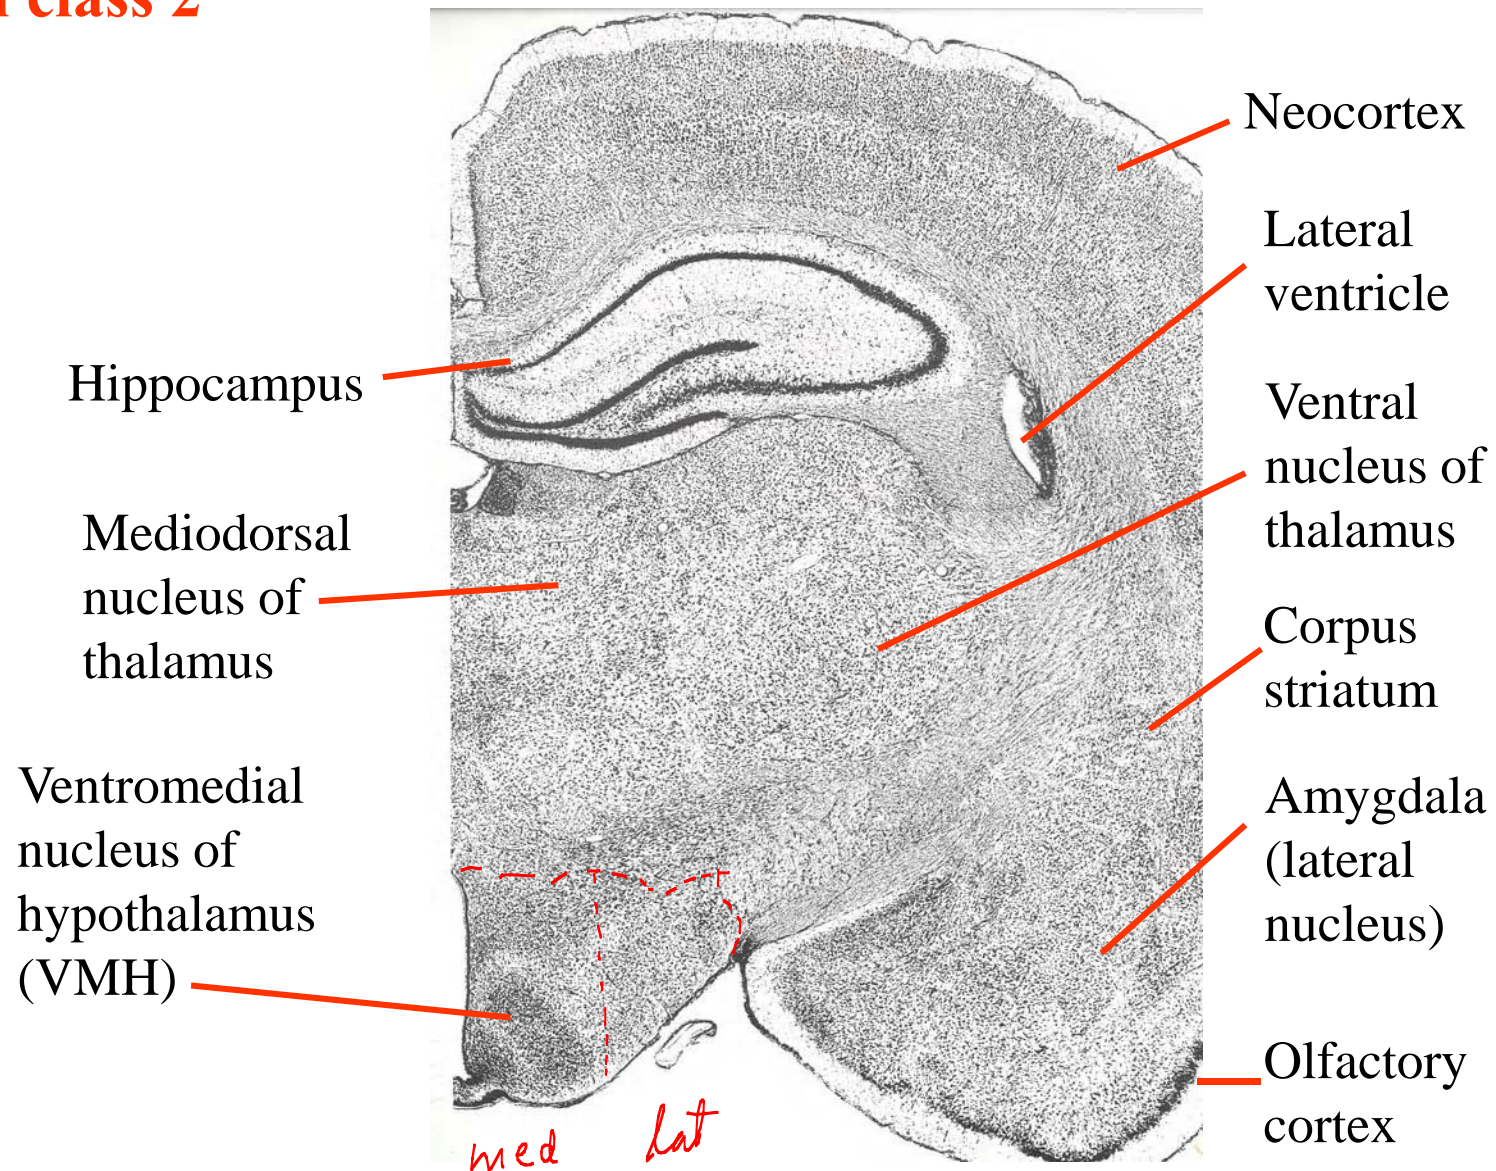 class 2
Neocortex
Lateral
ventricle
Hippocampus
Ventral
nucleus of
thalamus
Mediodorsal
nucleus of
thalamus
Corpus
striatum
Ventromedial
nucleus of
hypothalamus
(VMH)
Amygdala
(lateral
nucleus)
Olfactory
cortex
med lat